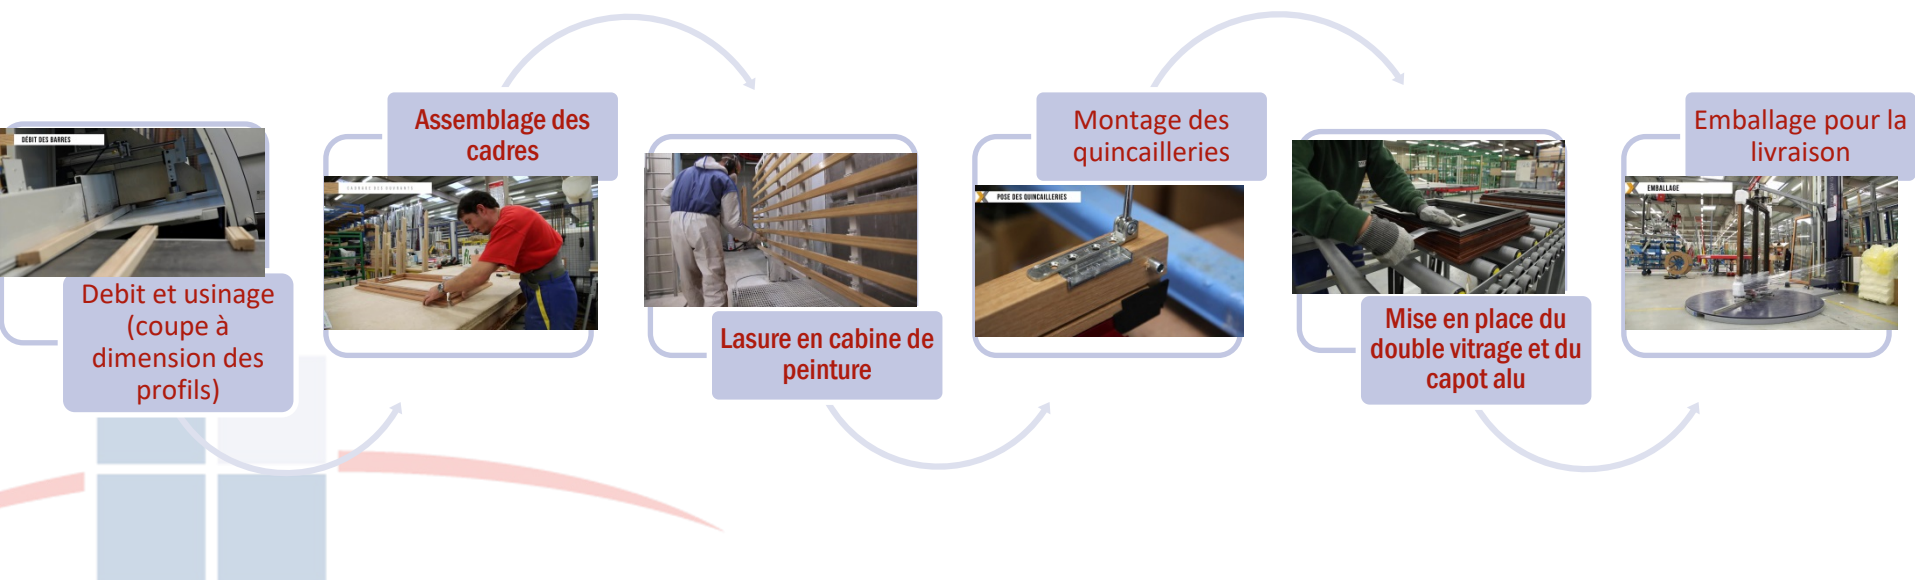 DÉBIT DES BARRES
Debit et usinage
(coupe à
dimension des
profils)
Assemblage des
cadres
Lasure en cabine de
peinture
Montage des
quincailleries
POSE DES QUINCAILLERIES
Mise en place du
double vitrage et du
capot alu
Emballage pour la
livraison
EMBALLAGE